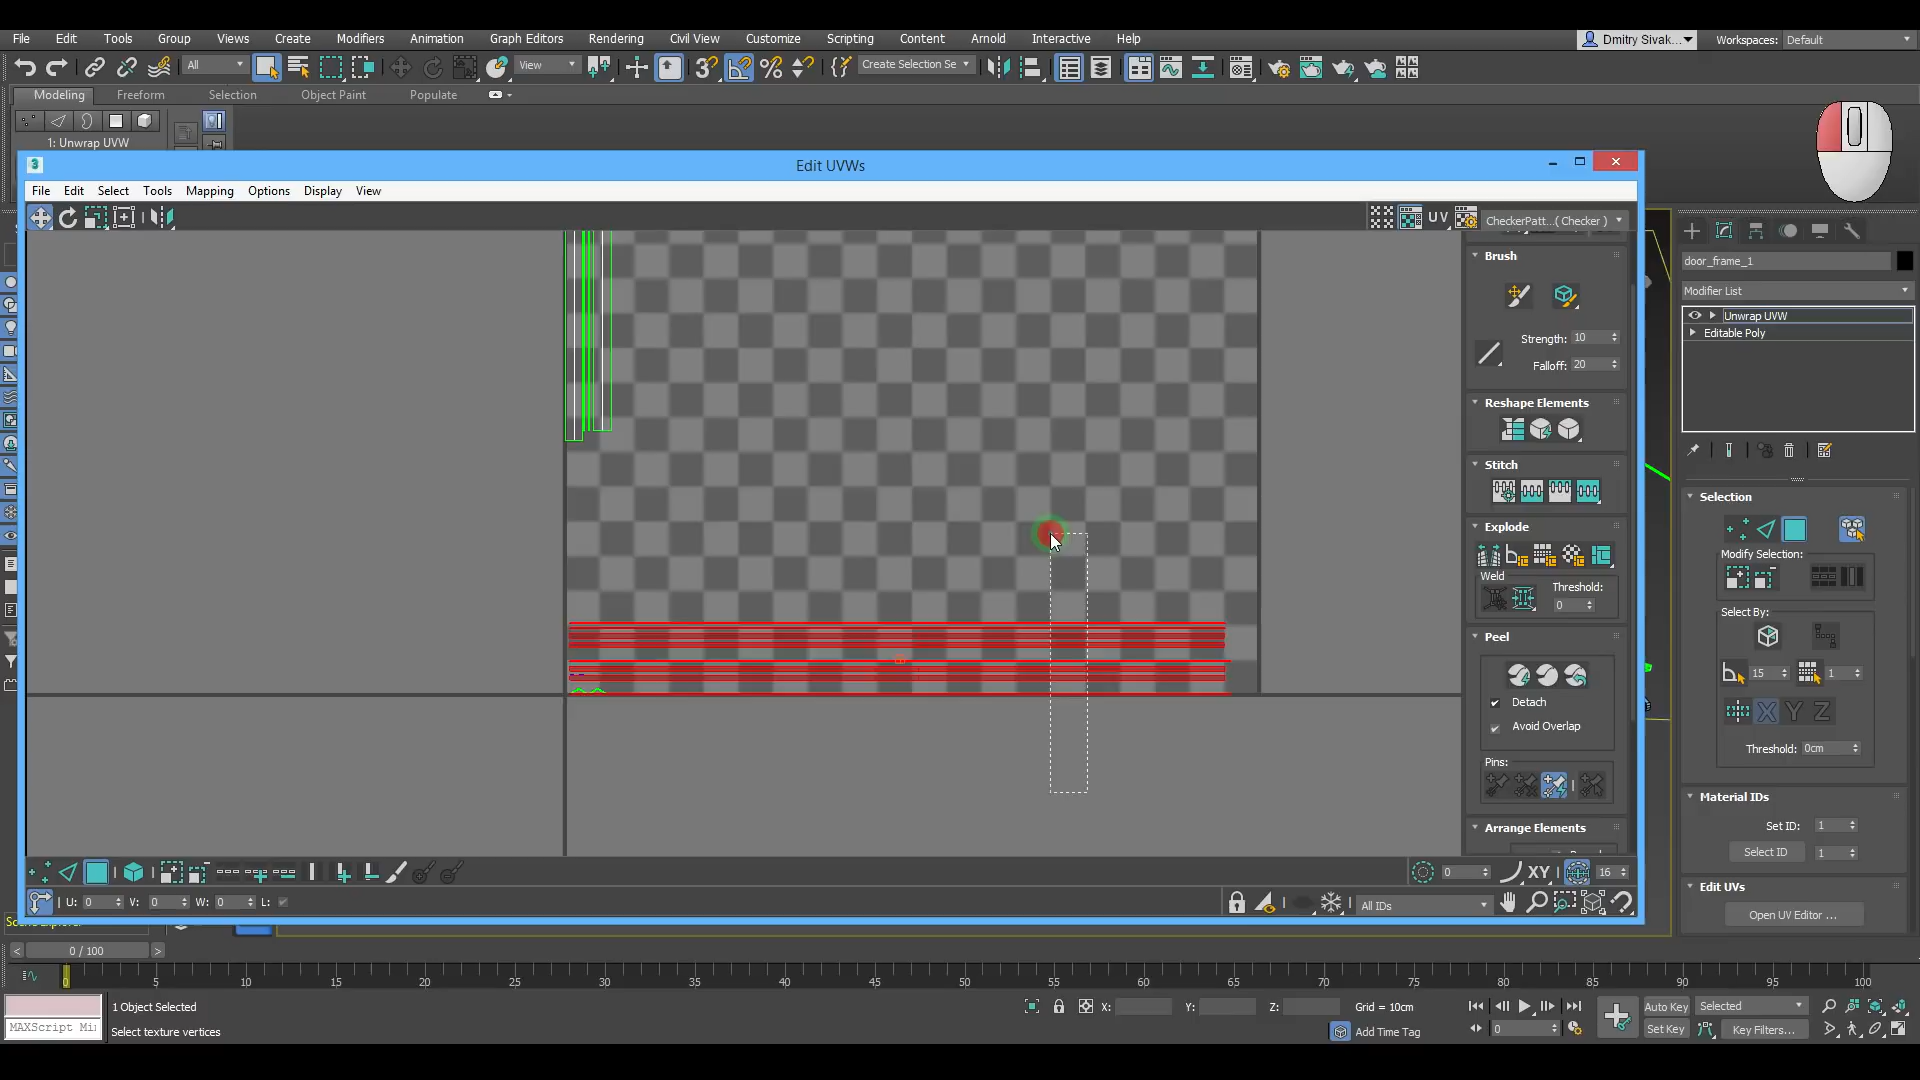 File Edit Tools Group Views Create Modifiers Animation Graph Editors Rendering Civil View Customize Scripting Content Arnold Interactive Help
Dmitry Sivak... Workspaces: Default
All View Create Selection Se
Modeling Freeform Selection Object Paint Populate
1: Unwrap UVW
3 Edit UVWs
File Edit Select Tools Mapping Options Display View
UV CheckerPatt...( Checker )
Brush
Strength: 10
Falloff: 20
Reshape Elements
Stitch
Explode
Weld Threshold:
0
Peel
Detach
Avoid Overlap
Pins:
Arrange Elements
door_frame_1
Modifier List
Unwrap UVW
Editable Poly
Selection
Modify Selection:
Select By:
15 1
X Y Z
Threshold: 0cm
Material IDs
Set ID: 1
Select ID 1
Edit UVs
Open UV Editor ...
0 XY 16
U: 0 V: 0 W: 0 L: All IDs
< 0 / 100 >
0 5 10 15 20 25 30 35 40 45 50 55 60 65 70 75 80 85 90 95 100
1 Object Selected X: Y: Z: Grid = 10cm Auto Key Selected
MAXScript Mi Select texture vertices Add Time Tag 0 Set Key Key Filters...